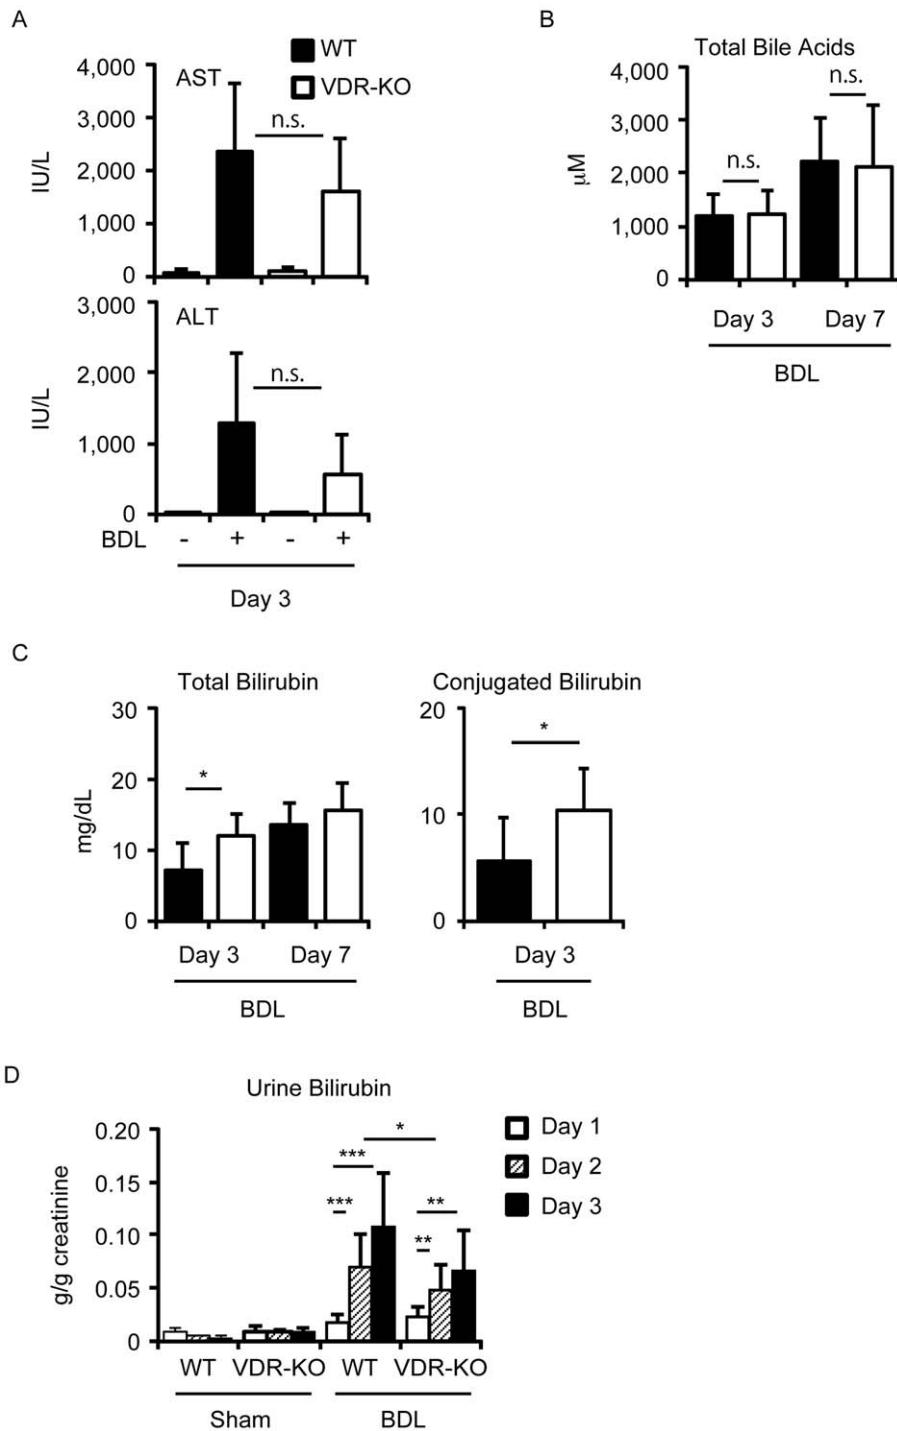 A
WT
VDR-KO
AST
4,000
3,000
2,000
1,000
0
IU/L
n.s.
ALT
3,000
2,000
1,000
0
IU/L
n.s.
BDL - + - +
Day 3
B
Total Bile Acids
4,000
3,000
2,000
1,000
0
μM
n.s.
n.s.
Day 3 Day 7
BDL
C
Total Bilirubin
30
20
10
0
mg/dL
*
Day 3 Day 7
BDL
Conjugated Bilirubin
20
10
0
*
Day 3
BDL
D
Urine Bilirubin
0.20
0.15
0.10
0.05
0
g/g creatinine
*
***
***
**
**
Day 1
Day 2
Day 3
WT VDR-KO WT VDR-KO
Sham BDL